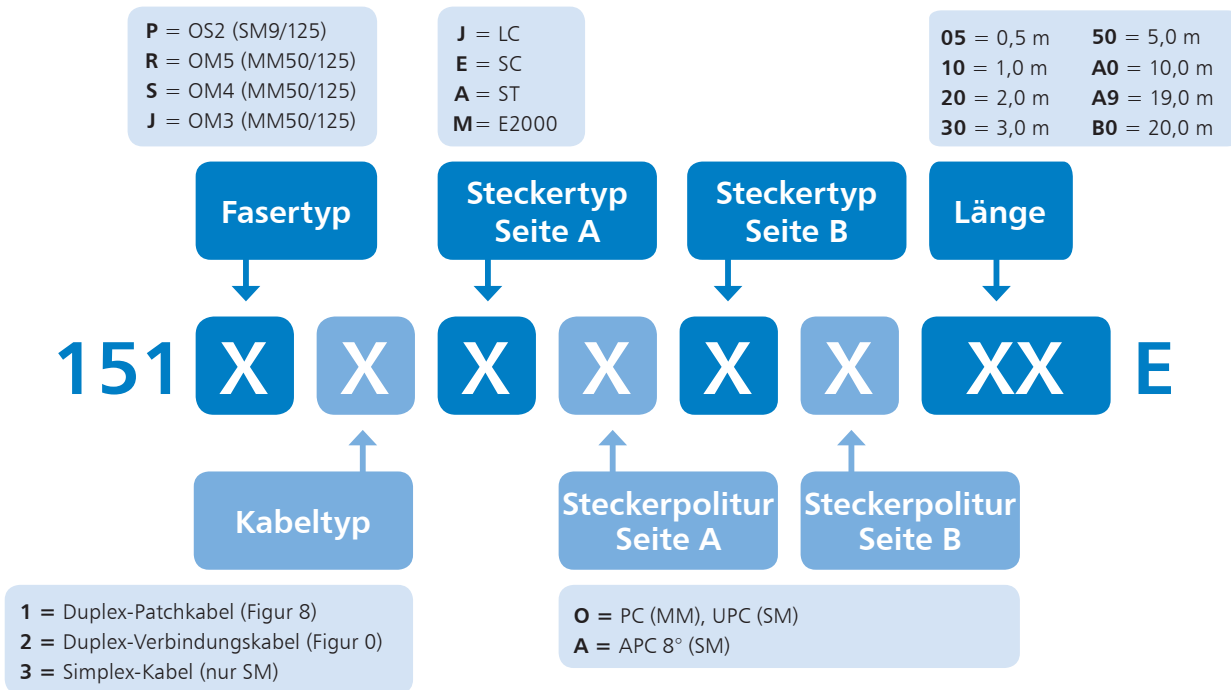 P = OS2 (SM9/125)
R = OM5 (MM50/125)
S = OM4 (MM50/125)
J = OM3 (MM50/125)
J = LC
E = SC
A = ST
M = E2000
05 = 0,5 m
10 = 1,0 m
20 = 2,0 m
30 = 3,0 m
50 = 5,0 m
A0 = 10,0 m
A9 = 19,0 m
B0 = 20,0 m
Fasertyp
Steckertyp
Seite A
Steckertyp
Seite B
Länge
151 X X X X X X XX E
Kabeltyp
Steckerpolitur
Seite A
Steckerpolitur
Seite B
1 = Duplex-Patchkabel (Figur 8)
2 = Duplex-Verbindungskabel (Figur 0)
3 = Simplex-Kabel (nur SM)
O = PC (MM), UPC (SM)
A = APC 8° (SM)